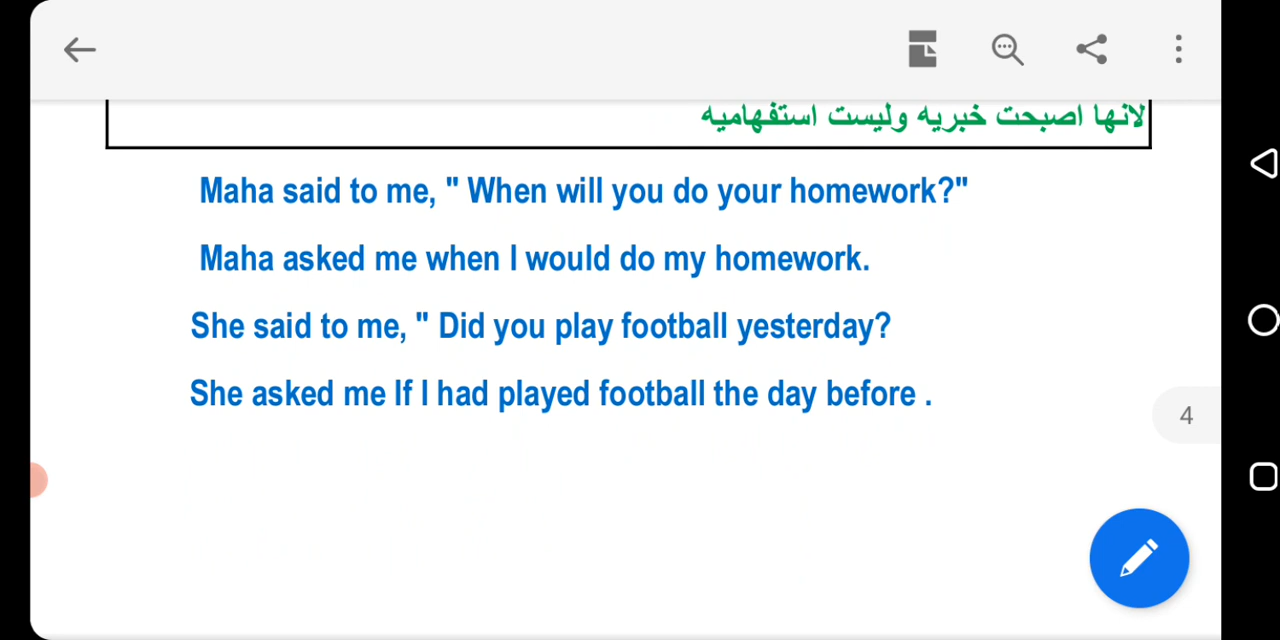 لانها اصبحت خبريه وليست استفهاميه
Maha said to me, " When will you do your homework?"
Maha asked me when I would do my homework.
She said to me, " Did you play football yesterday?
She asked me If I had played football the day before .
4